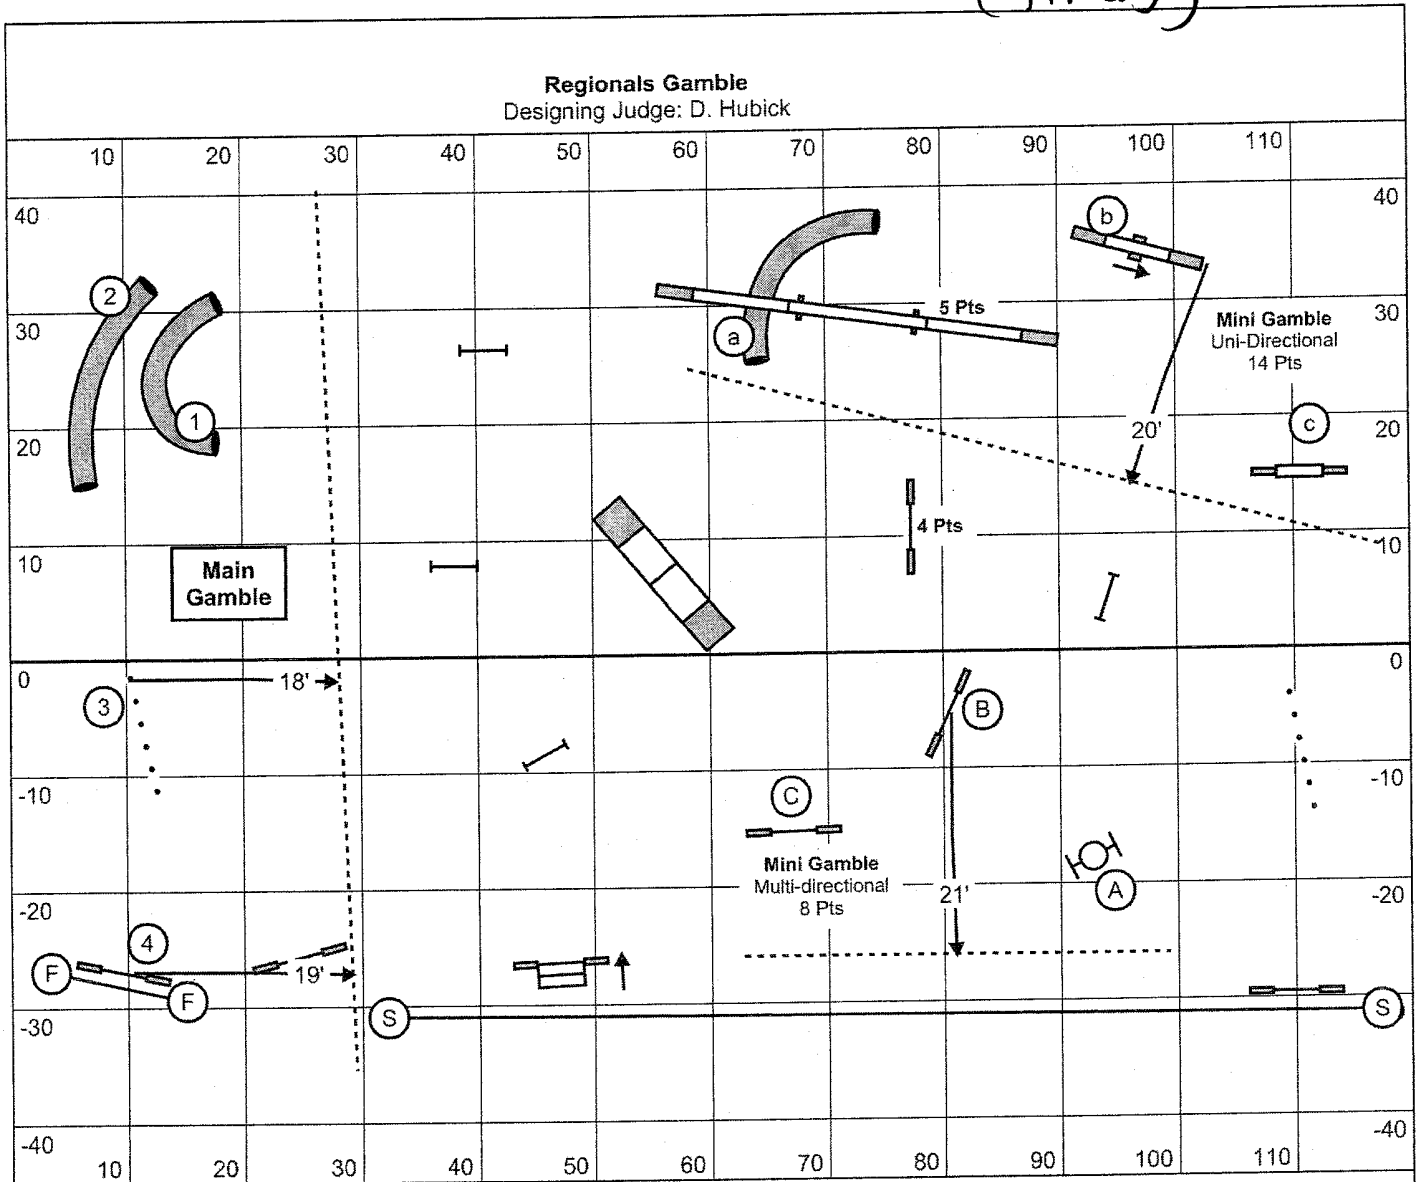 Regionals Gamble
Designing Judge: D. Hubick
10 20 30 40 50 60 70 80 90 100 110
40 40
b
2
5 Pts
30 30
a
Mini Gamble
Uni-Directional
14 Pts
1
20'
c
20 20
4 Pts
10 10
Main
Gamble
0 0
18'
3
B
-10 -10
C
Mini Gamble
Multi-directional
8 Pts
A
21'
-20 -20
4
F
19'
F
S S
-30
-40 -40
10 20 30 40 50 60 70 80 90 100 110